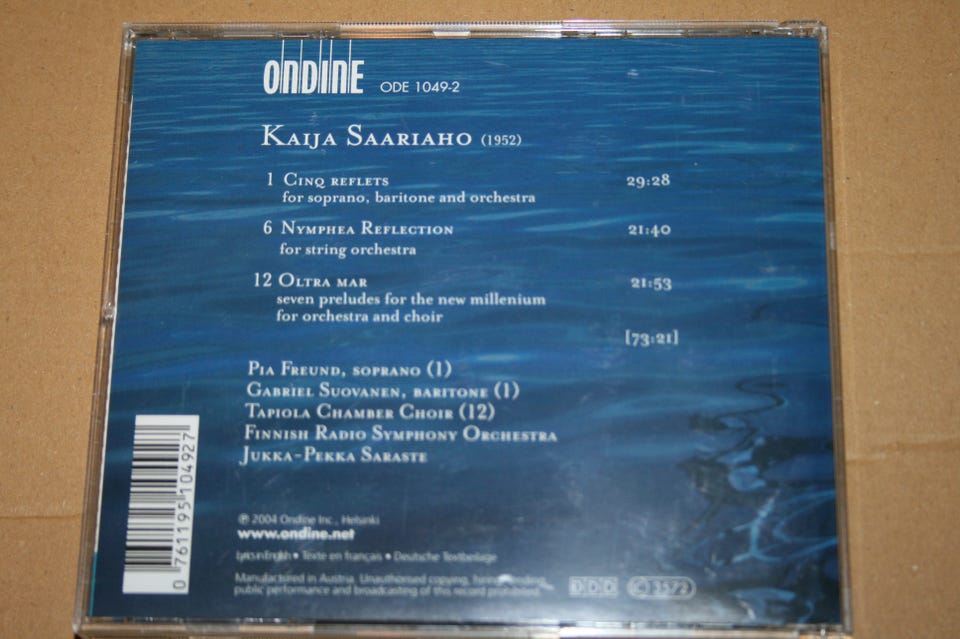 ONDINE ODE 1049-2
KAIJA SAARIAHO (1952)
1 CINQ REFLETS 29:28
for soprano, baritone and orchestra
6 NYMPHEA REFLECTION 21:40
for string orchestra
12 OLTRA MAR 21:53
seven preludes for the new millenium
for orchestra and choir
[73:21]
PIA FREUND, SOPRANO (1)
GABRIEL SUOVANEN, BARITONE (1)
TAPIOLA CHAMBER CHOIR (12)
FINNISH RADIO SYMPHONY ORCHESTRA
JUKKA-PEKKA SARASTE
℗ 2004 Ondine Inc., Helsinki
www.ondine.net
Lyrics in English • Texte en français • Deutsche Textbeilage
Manufactured in Austria. Unauthorised copying, hiring, lending,
public performance and broadcasting of this record prohibited.
DDD LC 3572
0 761195 104927